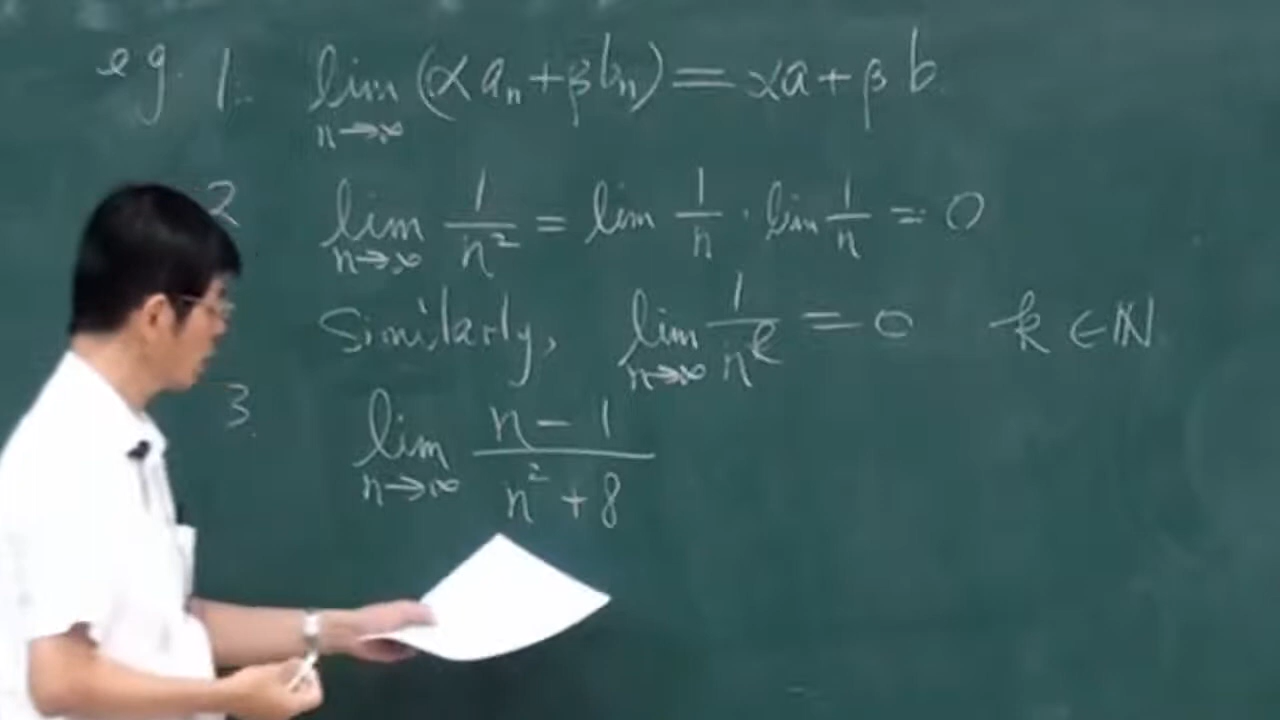 eg. 1. lim n→∞ (αaₙ + βbₙ) = αa + βb
2 lim n→∞ 1/n² = lim 1/n · lim 1/n = 0
Similarly, lim n→∞ 1/nᵏ = 0 k ∈ ℕ
3. lim n→∞ (n − 1)/(n² + 8)